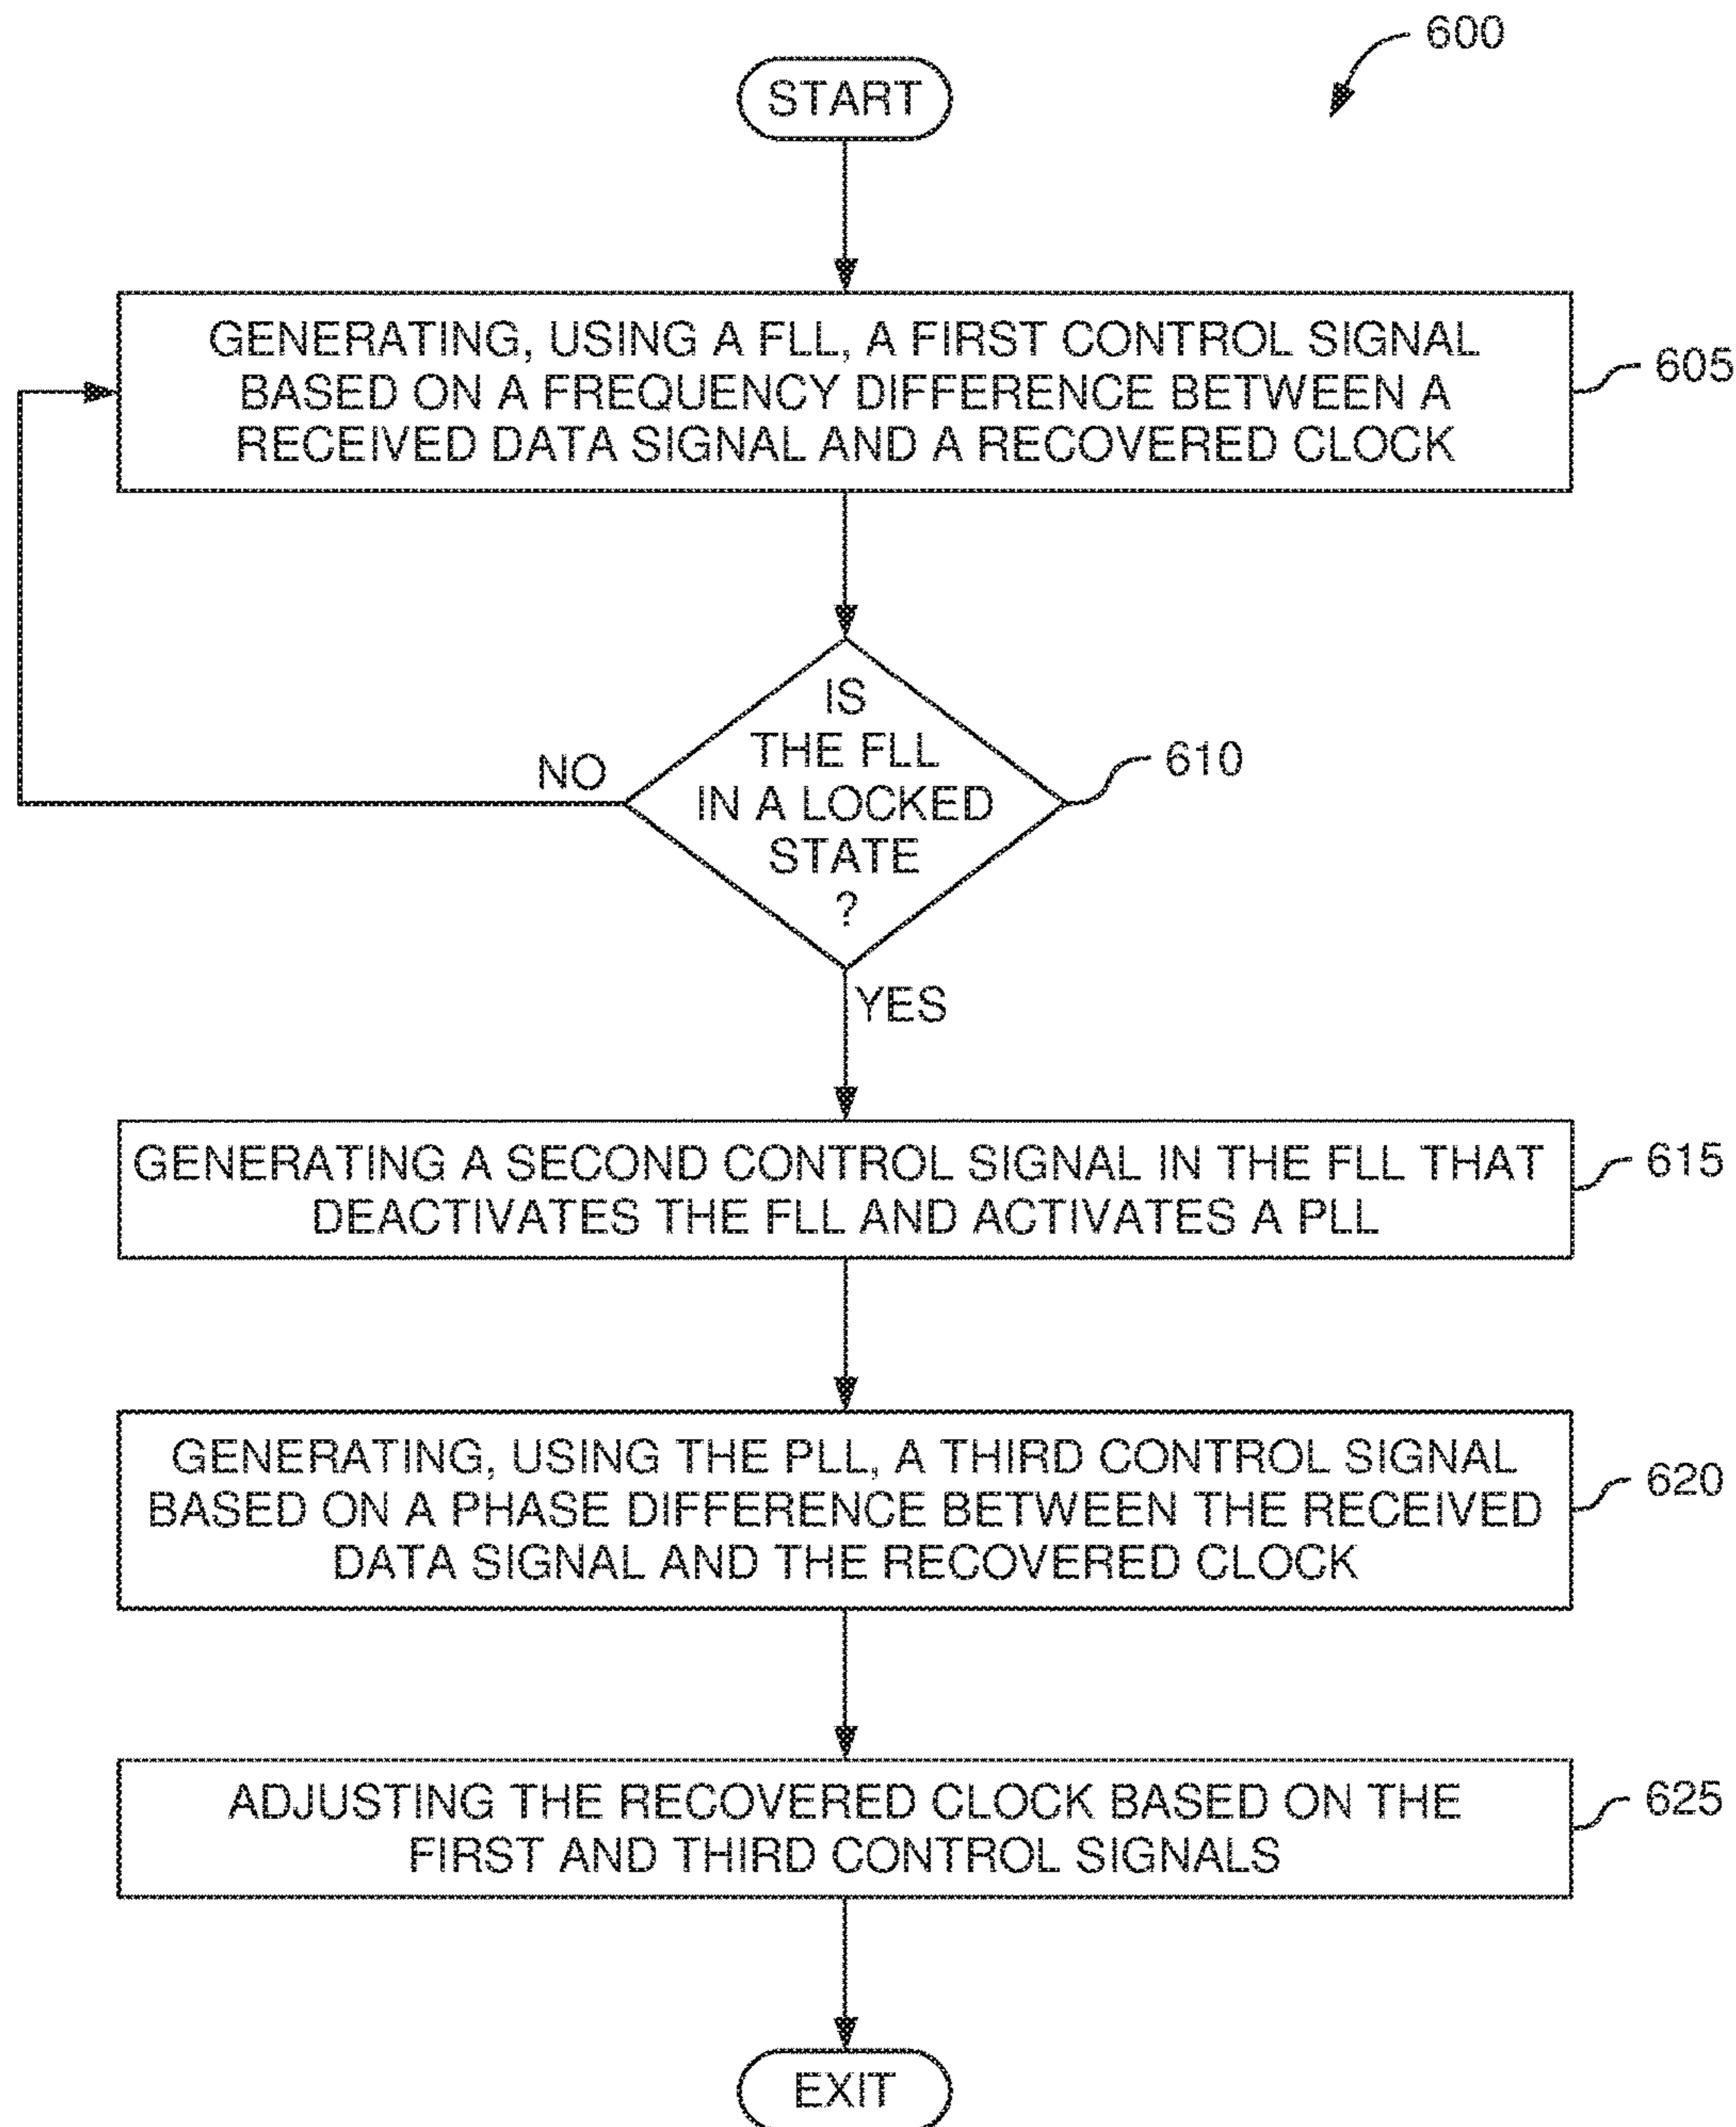 600
START
GENERATING, USING A FLL, A FIRST CONTROL SIGNAL
BASED ON A FREQUENCY DIFFERENCE BETWEEN A
RECEIVED DATA SIGNAL AND A RECOVERED CLOCK
605
IS
THE FLL
IN A LOCKED
STATE
?
610
NO
YES
GENERATING A SECOND CONTROL SIGNAL IN THE FLL THAT
DEACTIVATES THE FLL AND ACTIVATES A PLL
615
GENERATING, USING THE PLL, A THIRD CONTROL SIGNAL
BASED ON A PHASE DIFFERENCE BETWEEN THE RECEIVED
DATA SIGNAL AND THE RECOVERED CLOCK
620
ADJUSTING THE RECOVERED CLOCK BASED ON THE
FIRST AND THIRD CONTROL SIGNALS
625
EXIT